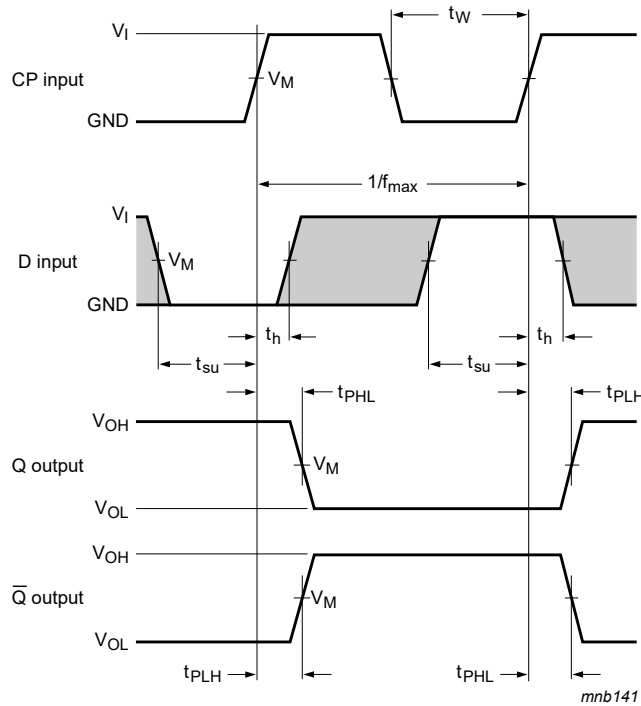 V_I
t_W
CP input
V_M
GND
1/f_max
V_I
D input
V_M
GND
t_h
t_h
t_su
t_su
t_PHL
t_PLH
V_OH
Q output
V_M
V_OL
V_OH
Q̅ output
V_M
V_OL
t_PLH
t_PHL
mnb141